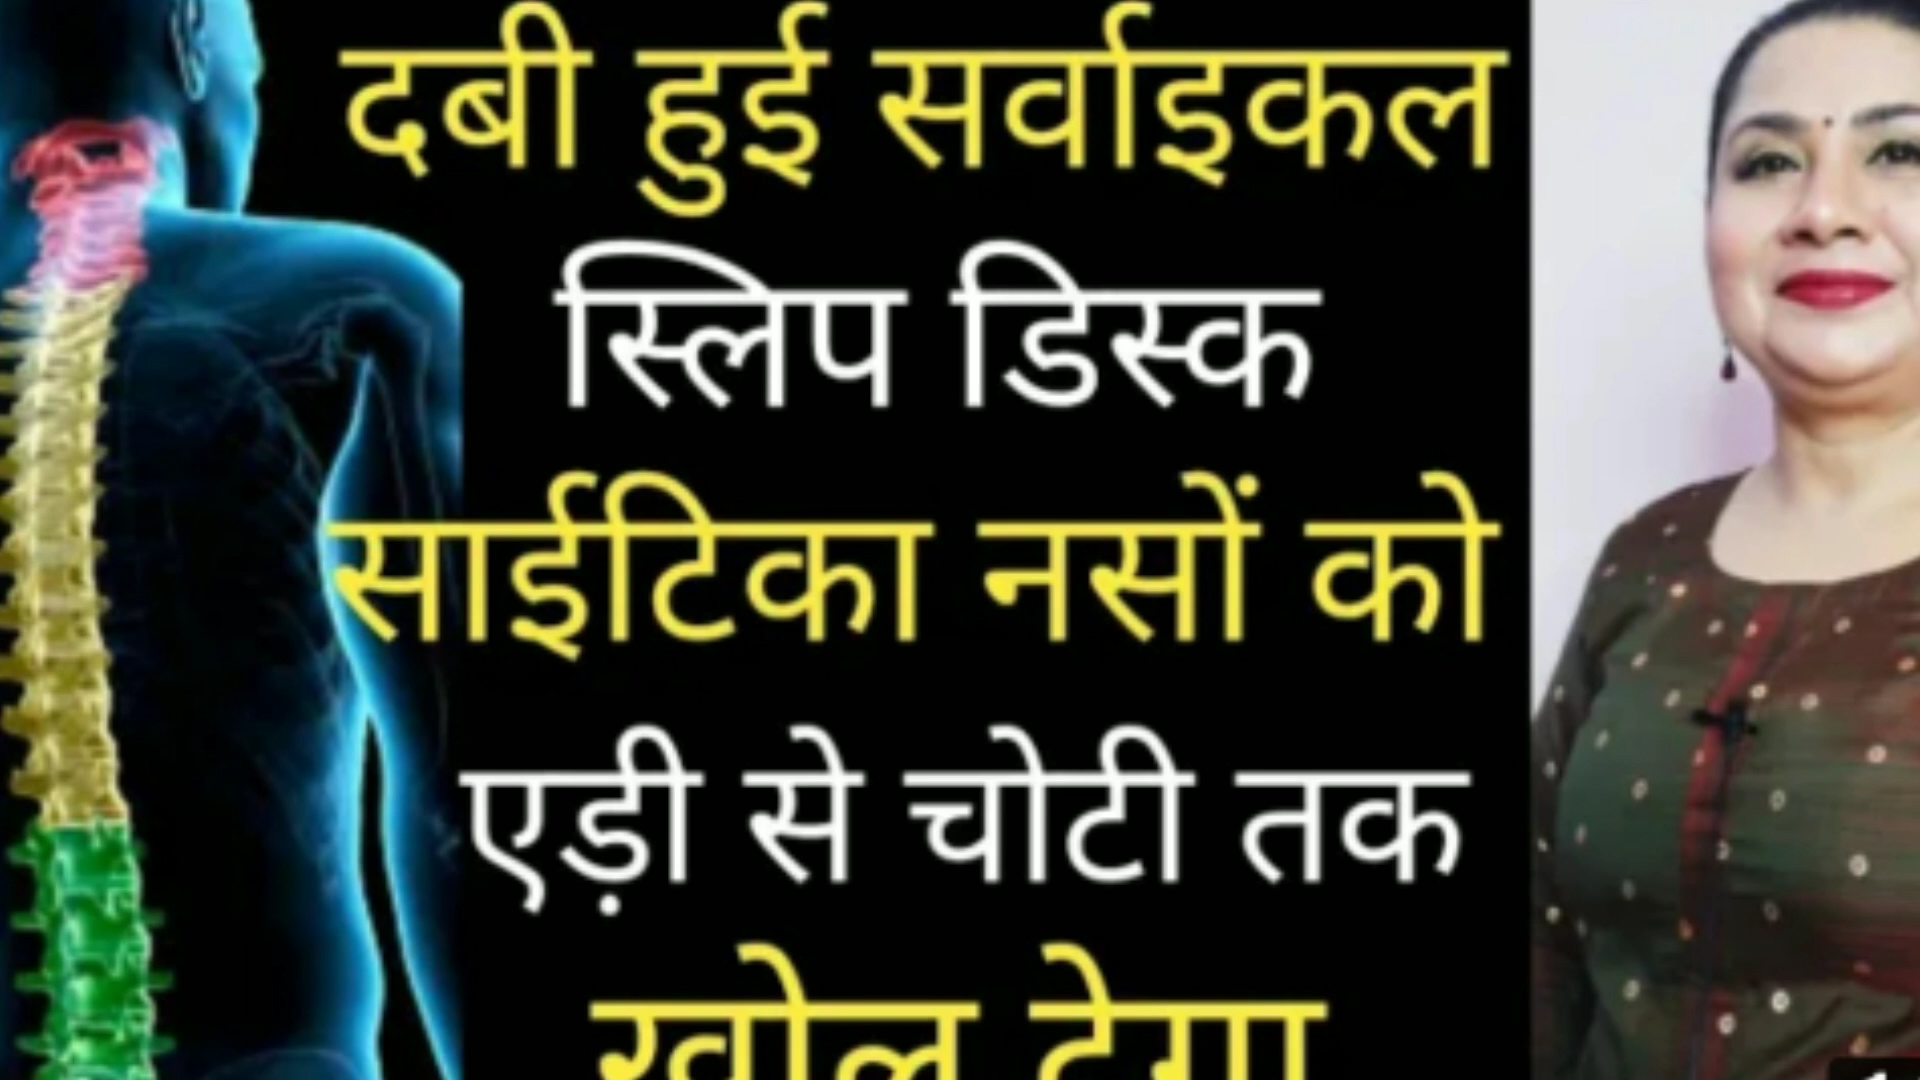 दबी हुई सर्वाइकल
स्लिप डिस्क
साईटिका नसों को
एड़ी से चोटी तक
खोल देगा